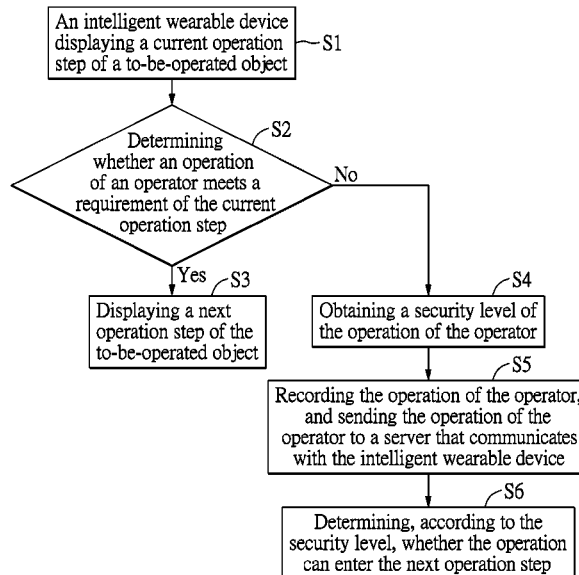 An intelligent wearable device
displaying a current operation
step of a to-be-operated object
S1
S2
Determining
whether an operation
of an operator meets a
requirement of the current
operation step
No
Yes
S3
Displaying a next
operation step of the
to-be-operated object
S4
Obtaining a security level of
the operation of the operator
S5
Recording the operation of the operator,
and sending the operation of the
operator to a server that communicates
with the intelligent wearable device
S6
Determining, according to the
security level, whether the operation
can enter the next operation step